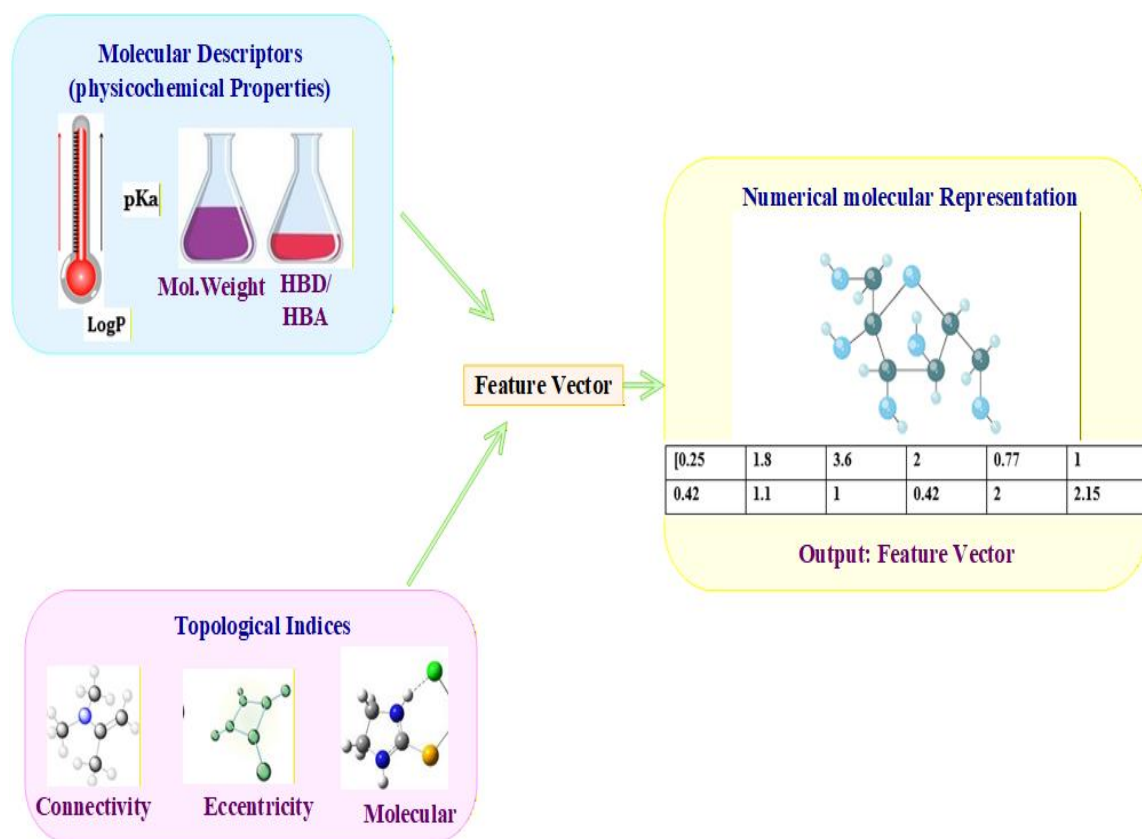 Molecular Descriptors
(physicochemical Properties)
pKa
Mol.Weight
HBD/
HBA
LogP
Feature Vector
Numerical molecular Representation
[0.25 1.8 3.6 2 0.77 1
0.42 1.1 1 0.42 2 2.15
Output: Feature Vector
Topological Indices
Connectivity
Eccentricity
Molecular